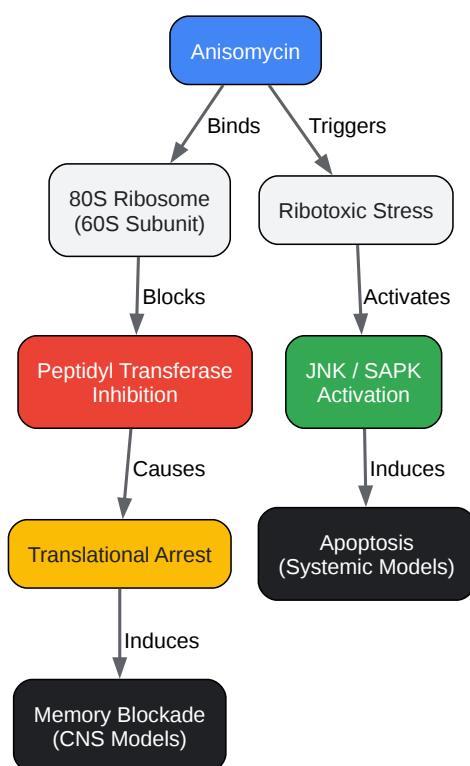 Anisomycin
Binds
Triggers
80S Ribosome
(60S Subunit)
Ribotoxic Stress
Blocks
Activates
Peptidyl Transferase
Inhibition
JNK / SAPK
Activation
Causes
Induces
Translational Arrest
Apoptosis
(Systemic Models)
Induces
Memory Blockade
(CNS Models)